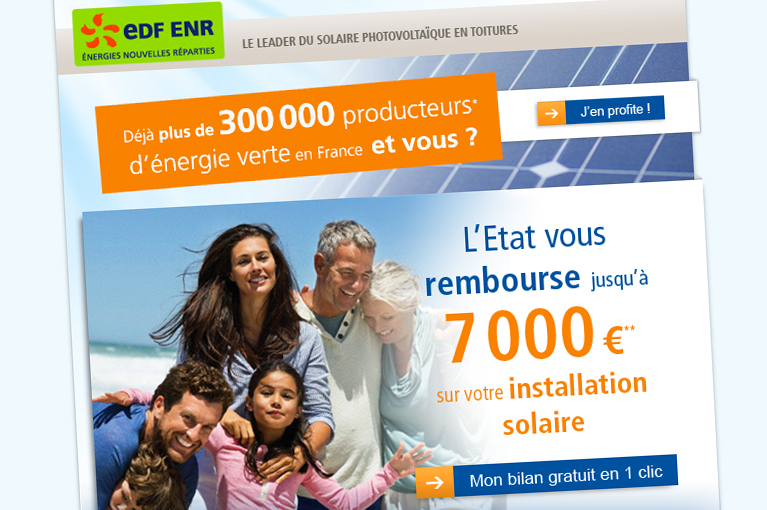 eDF ENR
ÉNERGIES NOUVELLES RÉPARTIES
LE LEADER DU SOLAIRE PHOTOVOLTAÏQUE EN TOITURES
Déjà plus de 300 000 producteurs*
d'énergie verte en France et vous ?
J'en profite !
L'Etat vous
rembourse jusqu'à
7 000 €**
sur votre installation
solaire
Mon bilan gratuit en 1 clic